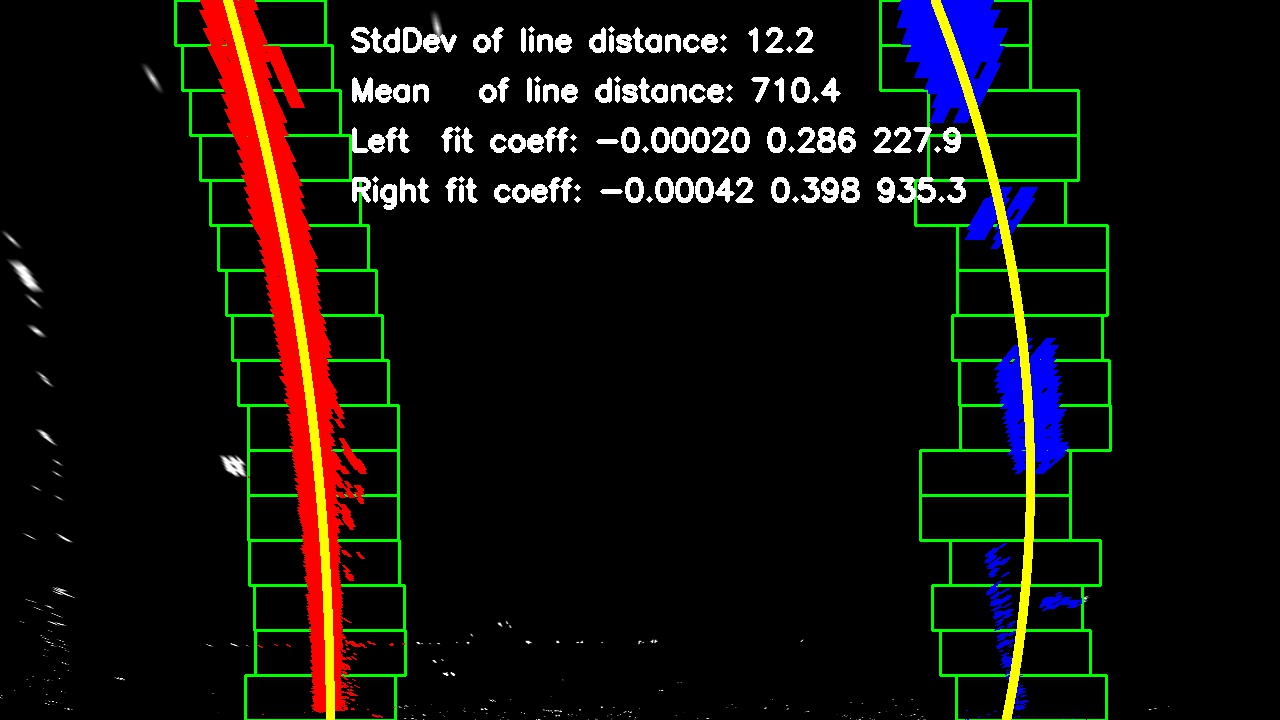 StdDev of line distance: 12.2
Mean of line distance: 710.4
Left fit coeff: −0.00020 0.286 227.9
Right fit coeff: −0.00042 0.398 935.3